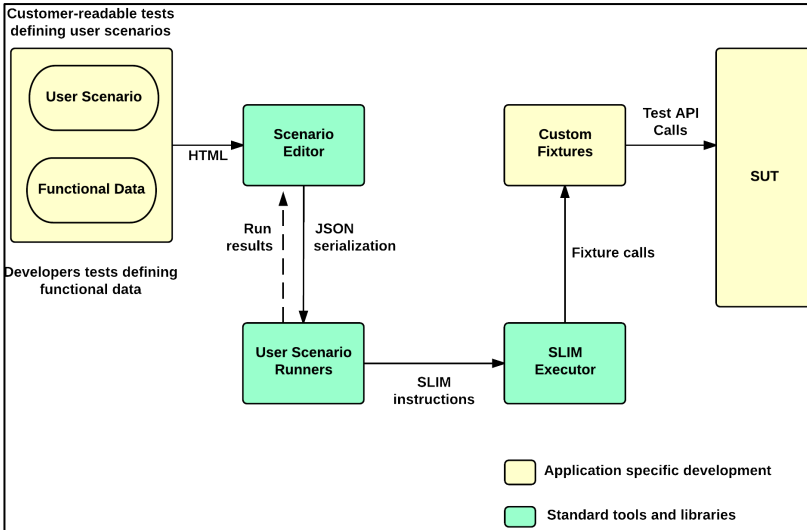 Customer-readable tests
defining user scenarios
User Scenario
Functional Data
Developers tests defining
functional data
HTML
Scenario
Editor
Run
results
JSON
serialization
User Scenario
Runners
SLIM
instructions
SLIM
Executor
Fixture calls
Custom
Fixtures
Test API
Calls
SUT
Application specific development
Standard tools and libraries